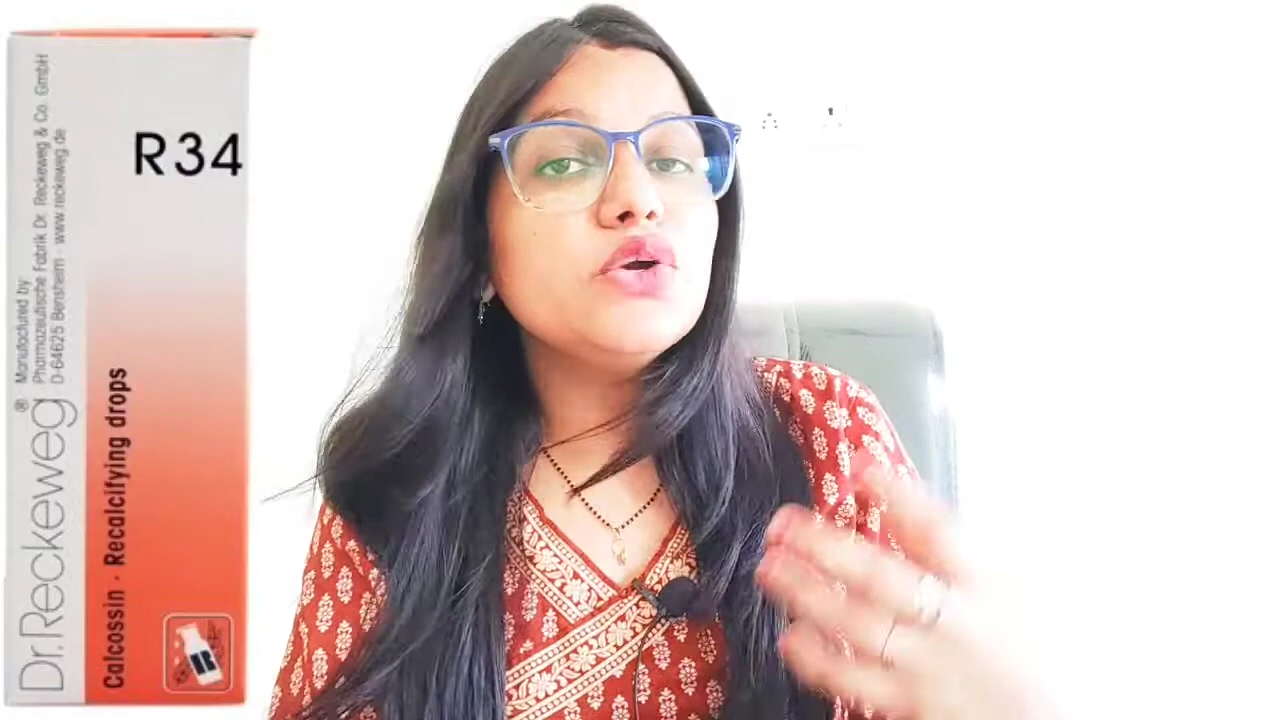 R34
Dr.Reckeweg®
Manufactured by
Pharmazeutische Fabrik Dr. Reckeweg & Co. GmbH
D-64625 Bensheim - www.reckeweg.de
Calcossin · Recalcifying drops